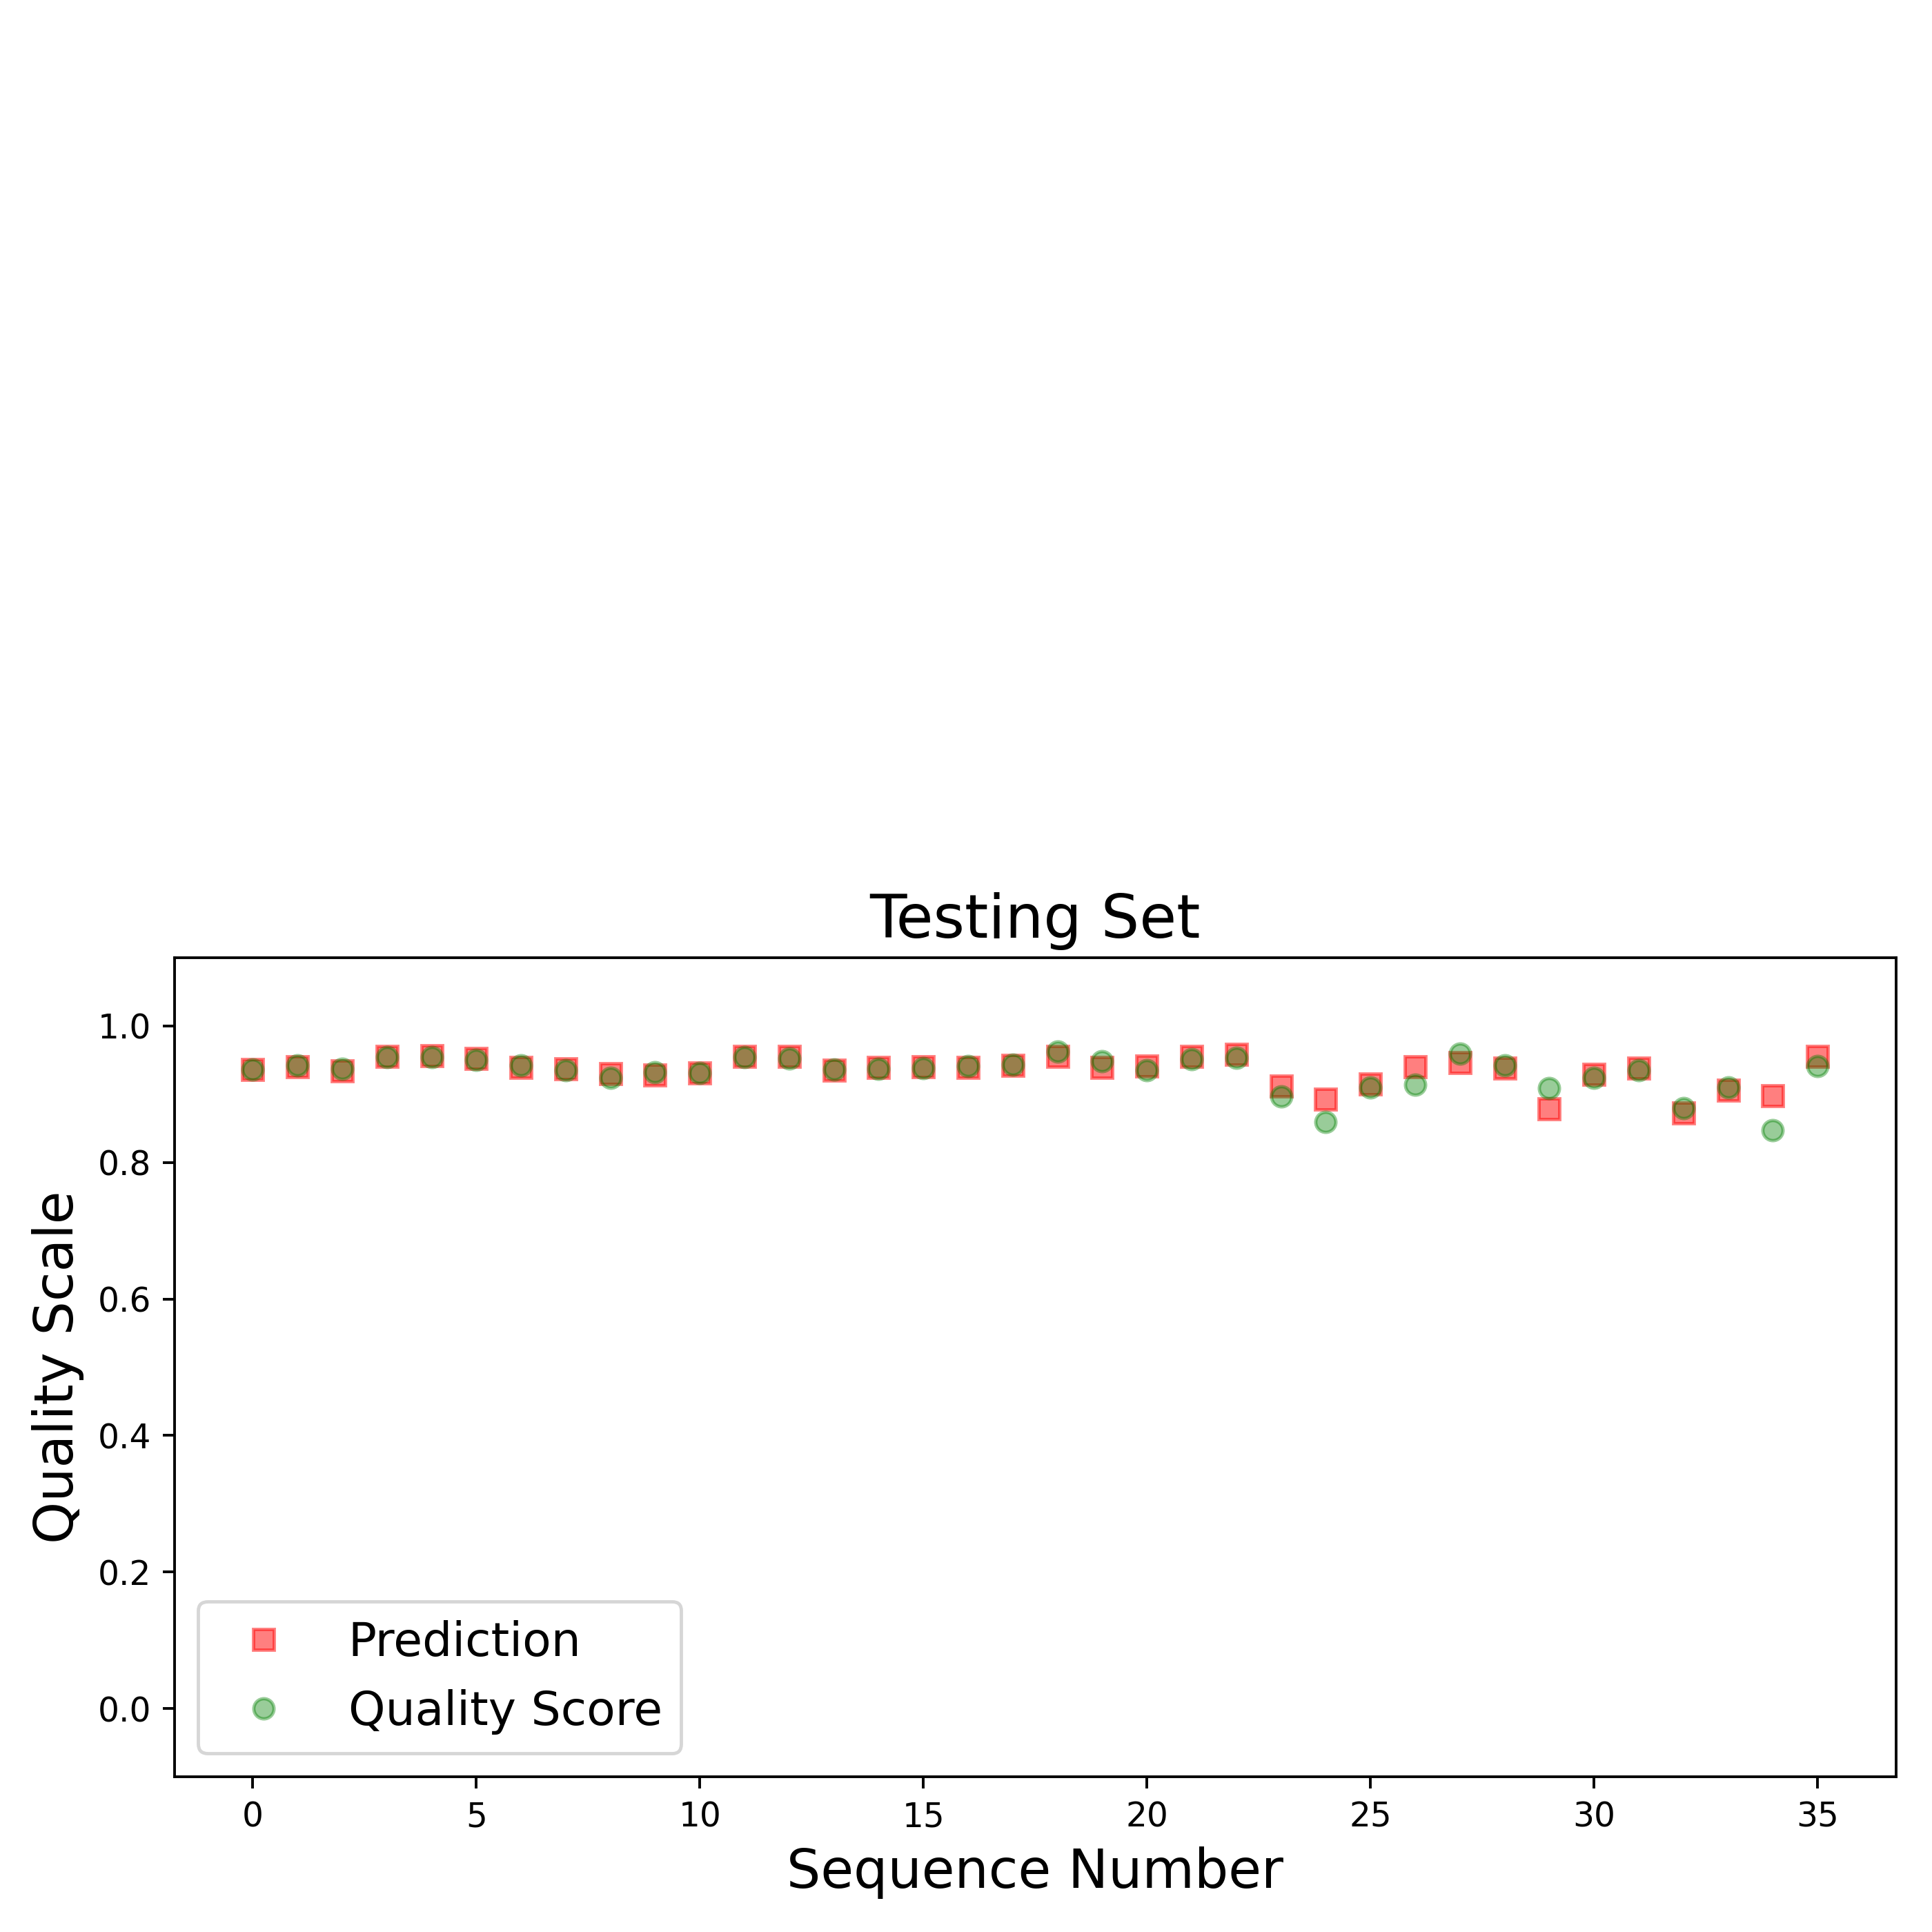 Testing Set
1.0
0.8
0.6
0.4
0.2
0.0
Quality Scale
Prediction
Quality Score
0 5 10 15 20 25 30 35
Sequence Number